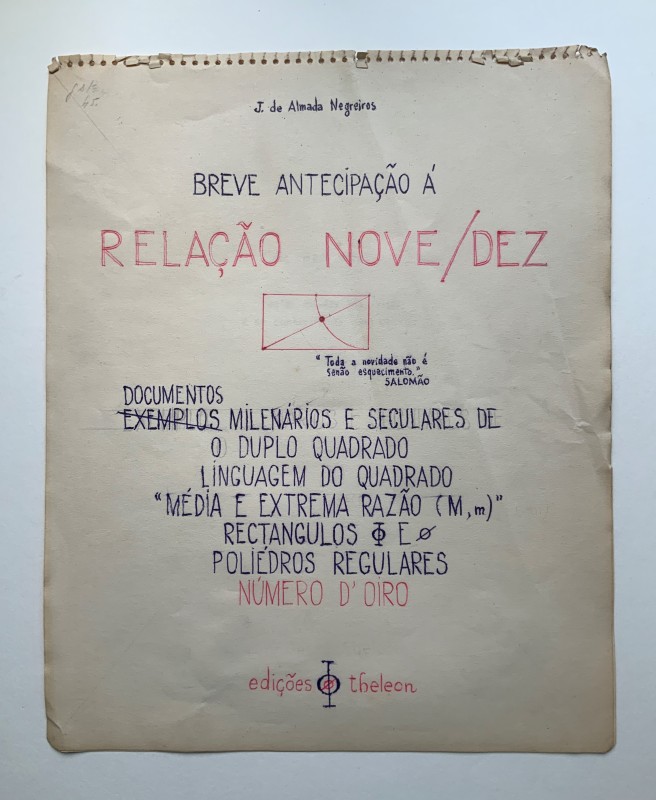 J. de Almada Negreiros
BREVE ANTECIPAÇÃO Á
RELAÇÃO NOVE/DEZ
"Toda a novidade não é
senão esquecimento."
SALOMÃO
DOCUMENTOS
EXEMPLOS MILENÁRIOS E SECULARES DE
O DUPLO QUADRADO
LINGUAGEM DO QUADRADO
"MÉDIA E EXTREMA RAZÃO (M,m)"
RECTANGULOS Φ E ø
POLIÉDROS REGULARES
NÚMERO D'OIRO
edições Φ theleon